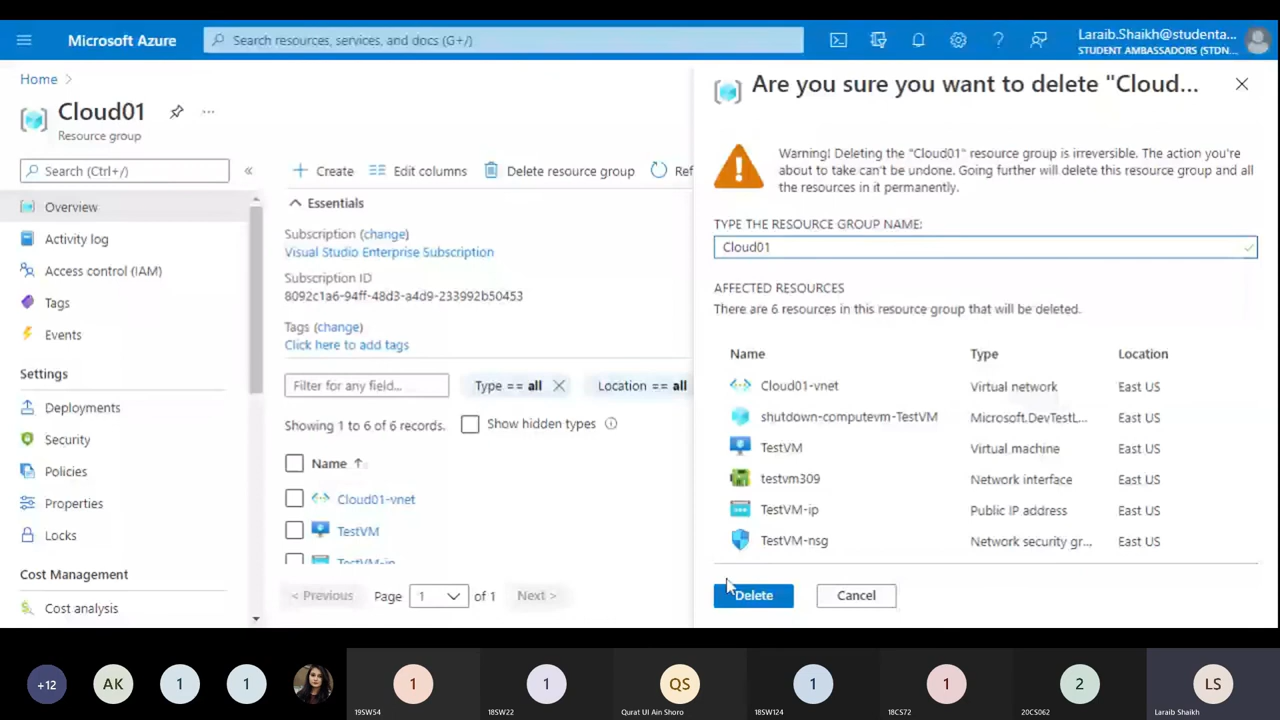 Microsoft Azure
Search resources, services, and docs (G+/)
Laraib.Shaikh@studenta...
STUDENT AMBASSADORS (STDN....
Home
Cloud01
...
Resource group
Search (Ctrl+/)
«
Overview
Activity log
Access control (IAM)
Tags
Events
Settings
Deployments
Security
Policies
Properties
Locks
Cost Management
Cost analysis
Create
Edit columns
Delete resource group
Ref
Essentials
Subscription (change)
Visual Studio Enterprise Subscription
Subscription ID
8092c1a6-94ff-48d3-a4d9-233992b50453
Tags (change)
Click here to add tags
Filter for any field...
Type == all
Location == all
Showing 1 to 6 of 6 records.
Show hidden types
Name ↑
Cloud01-vnet
TestVM
TestVM-ip
< Previous
Page
1
of 1
Next >
Are you sure you want to delete "Cloud...
Warning! Deleting the "Cloud01" resource group is irreversible. The action you're
about to take can't be undone. Going further will delete this resource group and all
the resources in it permanently.
TYPE THE RESOURCE GROUP NAME:
Cloud01
AFFECTED RESOURCES
There are 6 resources in this resource group that will be deleted.
Name Type Location
Cloud01-vnet Virtual network East US
shutdown-computevm-TestVM Microsoft.DevTestL... East US
TestVM Virtual machine East US
testvm309 Network interface East US
TestVM-ip Public IP address East US
TestVM-nsg Network security gr... East US
Delete
Cancel
+12
AK
1
1
1
19SW54
1
18SW22
QS
Qurat Ul Ain Shoro
1
18SW124
1
18CS72
2
20CS062
LS
Laraib Shaikh